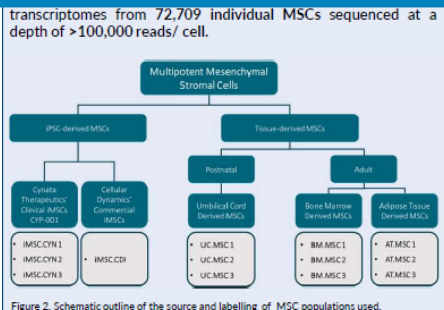 transcriptomes from 72,709 individual MSCs sequenced at a
depth of >100,000 reads/ cell.
Multipotent Mesenchymal
Stromal Cells
iPSC-derived MSCs
Tissue-derived MSCs
Postnatal
Adult
Cynata
Therapeutics'
Clinical iMSCs
CYP-001
Cellular
Dynamics'
Commercial
iMSCs
Umbilical Cord
Derived MSCs
Bone Marrow
Derived MSCs
Adipose Tissue
Derived MSCs
• iMSC.CYN1
• iMSC.CYN2
• iMSC.CYN3
• iMSC.CDI
• UC.MSC1
• UC.MSC2
• UC.MSC3
• BM.MSC1
• BM.MSC2
• BM.MSC3
• AT.MSC1
• AT.MSC2
• AT.MSC3
Figure 2. Schematic outline of the source and labelling of MSC populations used.